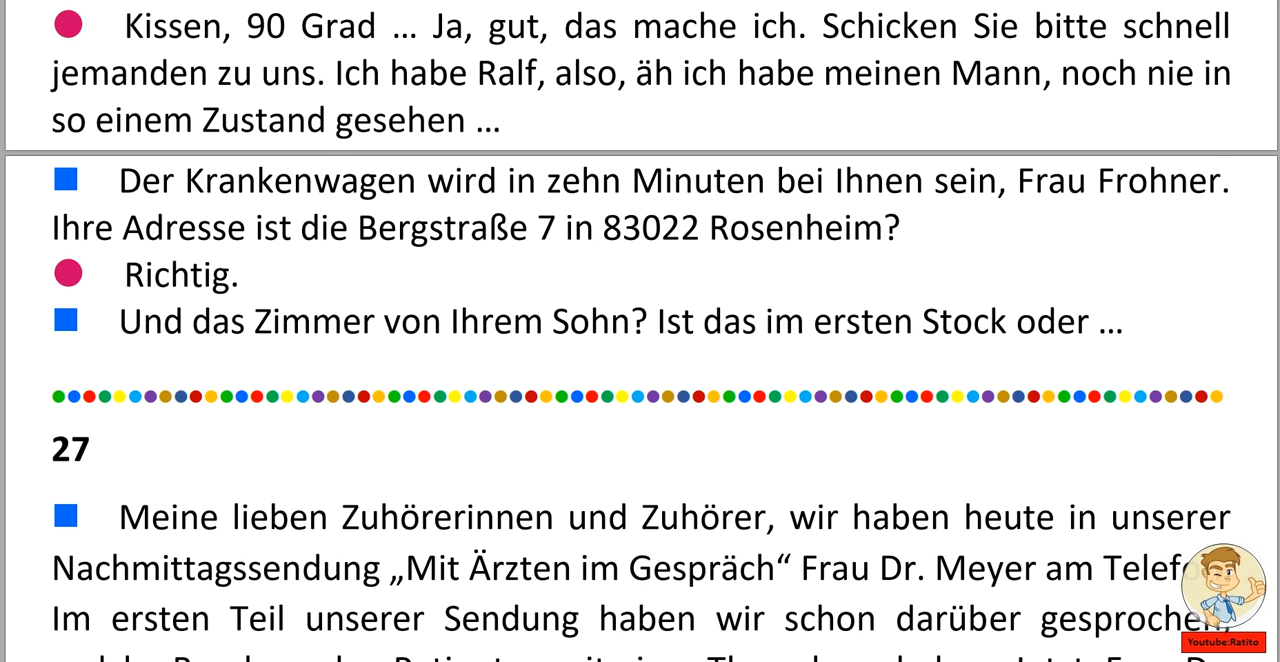 Kissen, 90 Grad … Ja, gut, das mache ich. Schicken Sie bitte schnell
jemanden zu uns. Ich habe Ralf, also, äh ich habe meinen Mann, noch nie in
so einem Zustand gesehen …
Der Krankenwagen wird in zehn Minuten bei Ihnen sein, Frau Frohner.
Ihre Adresse ist die Bergstraße 7 in 83022 Rosenheim?
Richtig.
Und das Zimmer von Ihrem Sohn? Ist das im ersten Stock oder …
27
Meine lieben Zuhörerinnen und Zuhörer, wir haben heute in unserer
Nachmittagssendung „Mit Ärzten im Gespräch“ Frau Dr. Meyer am
Im ersten Teil unserer Sendung haben wir schon darüber gesprochen,
Youtube:Ratito